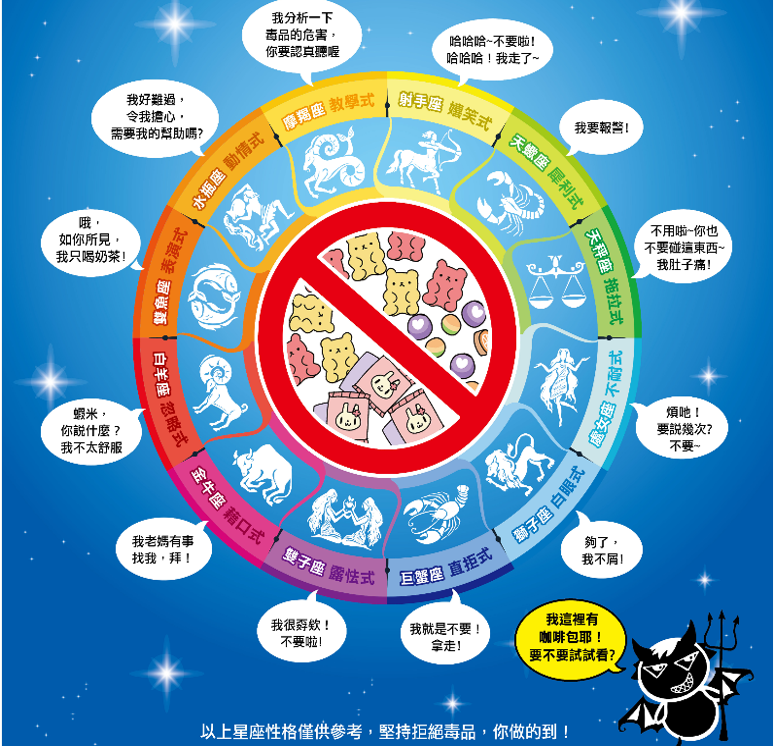 我分析一下
毒品的危害，
你要認真聽喔
哈哈哈~不要啦!
哈哈哈！我走了~
我好難過，
令我擔心，
需要我的幫助嗎?
我要報警!
摩羯座 教學式
射手座 爆笑式
水瓶座 動情式
天蠍座 犀利式
哦，
如你所見，
我只喝奶茶!
不用啦~你也
不要碰這東西~
我肚子痛!
雙魚座 表演式
天秤座 拖拉式
蝦米，
你說什麼？
我不太舒服
煩吔！
要說幾次?
不要~
白羊座 忽略式
處女座 不耐式
金牛座 藉口式
獅子座 白眼式
我老媽有事
找我，拜！
夠了，
我不屑!
雙子座 露怯式
巨蟹座 直拒式
我很孬欸！
不要啦!
我就是不要！
拿走!
我這裡有
咖啡包耶！
要不要試試看?
以上星座性格僅供參考，堅持拒絕毒品，你做的到！